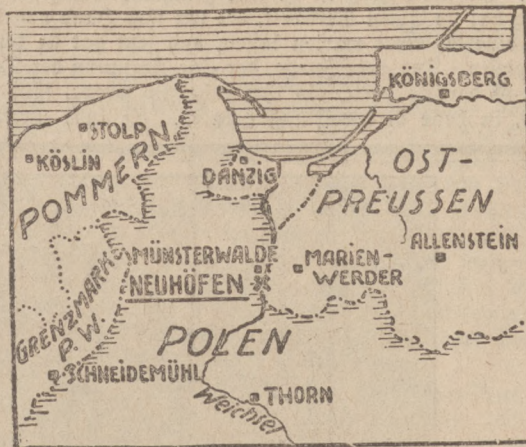 KÖNIGSBERG
STOLP
KÖSLIN
POMMERN
DANZIG
OST-
PREUSSEN
ALLENSTEIN
MÜNSTERWALDE
NEUHÖFEN
MARIEN-
WERDER
GRENZMARK
P.W.
POLEN
SCHNEIDEMÜHL
THORN
Weichsel